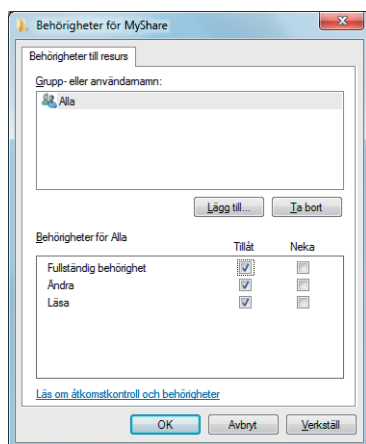 Behörigheter för MyShare
Behörigheter till resurs
Grupp- eller användarnamn:
Alla
Lägg till... Ta bort
Behörigheter för Alla Tillåt Neka
Fullständig behörighet
Ändra
Läsa
Läs om åtkomstkontroll och behörigheter
OK Avbryt Verkställ